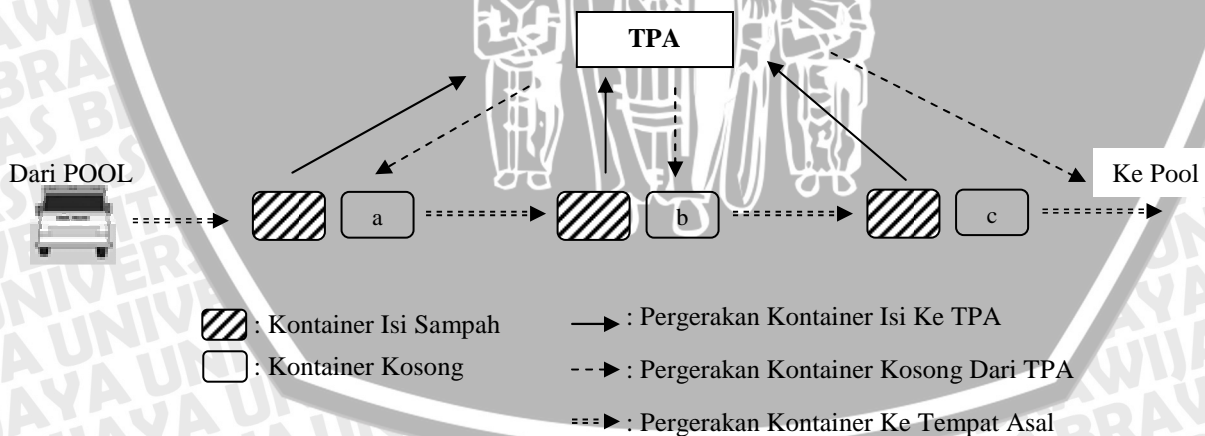 TPA
Dari POOL
Ke Pool
a
b
c
: Kontainer Isi Sampah
: Pergerakan Kontainer Isi Ke TPA
: Kontainer Kosong
: Pergerakan Kontainer Kosong Dari TPA
: Pergerakan Kontainer Ke Tempat Asal